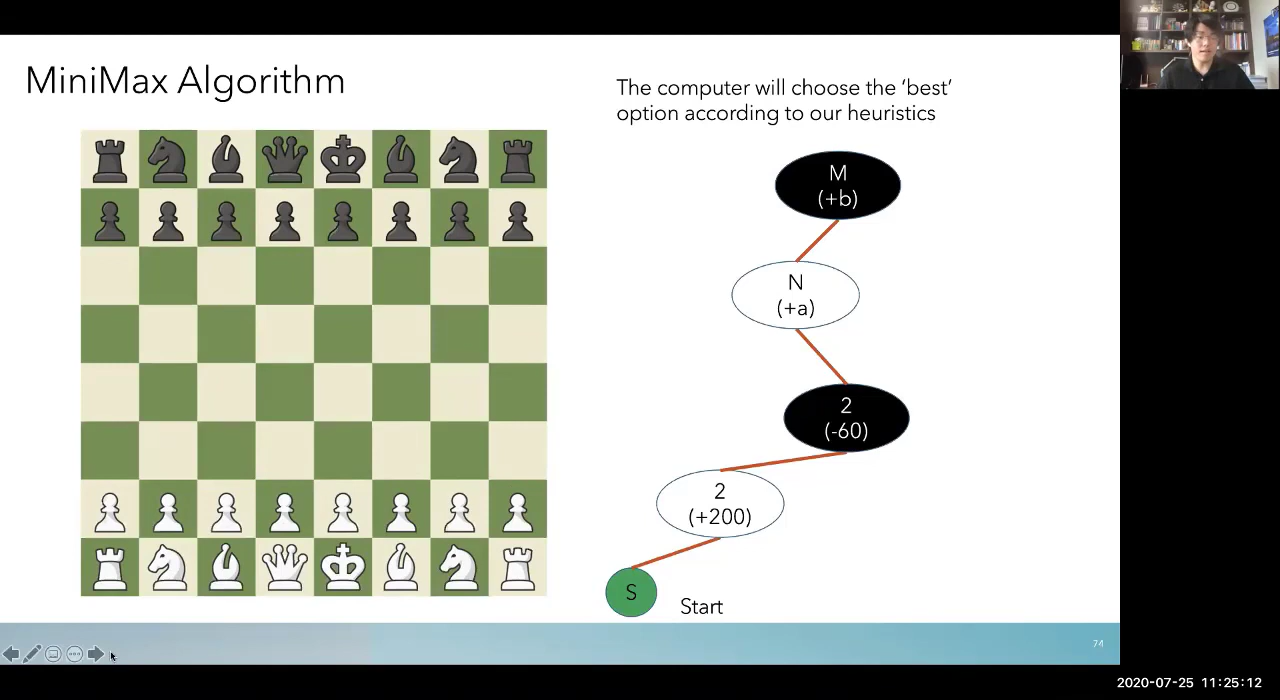 MiniMax Algorithm
The computer will choose the ‘best’
option according to our heuristics
M
(+b)
N
(+a)
2
(-60)
2
(+200)
S
Start
74
2020-07-25 11:25:12